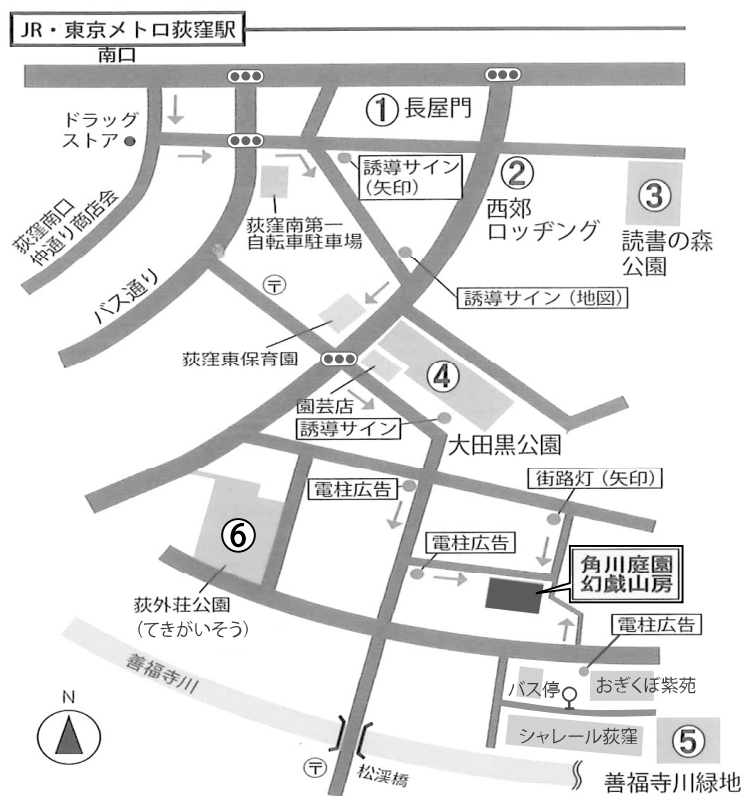 JR・東京メトロ荻窪駅
南口
ドラッグ
ストア
①長屋門
誘導サイン
(矢印)
②
西郊
ロッヂング
③
読書の森
公園
荻窪南口
仲通り商店会
荻窪南第一
自転車駐車場
バス通り
〒
誘導サイン(地図)
荻窪東保育園
園芸店
④
誘導サイン
大田黒公園
電柱広告
街路灯(矢印)
⑥
電柱広告
角川庭園
幻戯山房
荻外荘公園
(てきがいそう)
電柱広告
善福寺川
バス停
おぎくぼ紫苑
シャレール荻窪
⑤
善福寺川緑地
N
〒
松渓橋